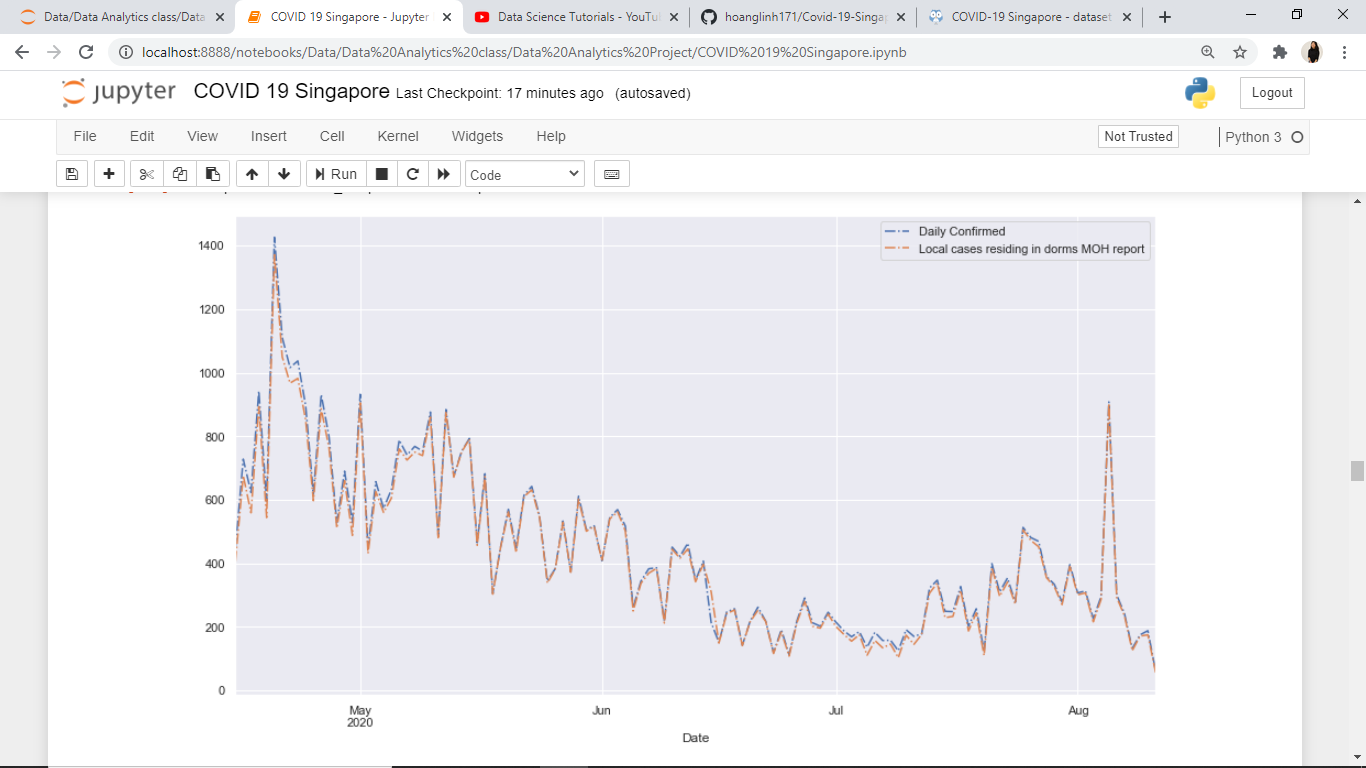 Data/Data Analytics class/Data
COVID 19 Singapore - Jupyter
Data Science Tutorials - YouTu
hoanglinh171/Covid-19-Singap
COVID-19 Singapore - dataset
localhost:8888/notebooks/Data/Data%20Analytics%20class/Data%20Analytics%20Project/COVID%2019%20Singapore.ipynb
jupyter COVID 19 Singapore Last Checkpoint: 17 minutes ago (autosaved)
Logout
File Edit View Insert Cell Kernel Widgets Help
Not Trusted
Python 3
Run
Code
Daily Confirmed
Local cases residing in dorms MOH report
1400
1200
1000
800
600
400
200
0
May Jun Jul Aug
2020
Date